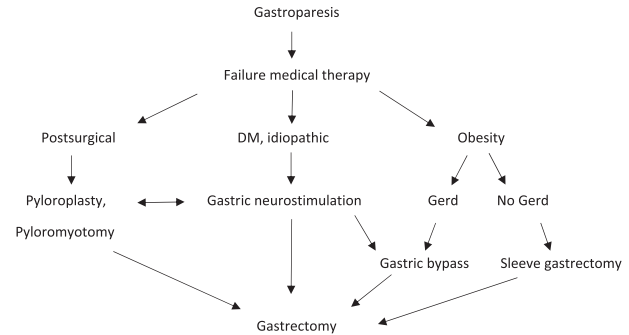 Gastroparesis
Failure medical therapy
Postsurgical
DM, idiopathic
Obesity
Pyloroplasty,
Pyloromyotomy
Gastric neurostimulation
Gerd
No Gerd
Gastric bypass
Sleeve gastrectomy
Gastrectomy